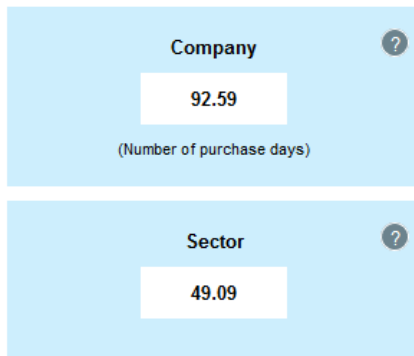 Company
?
92.59
(Number of purchase days)
Sector
?
49.09